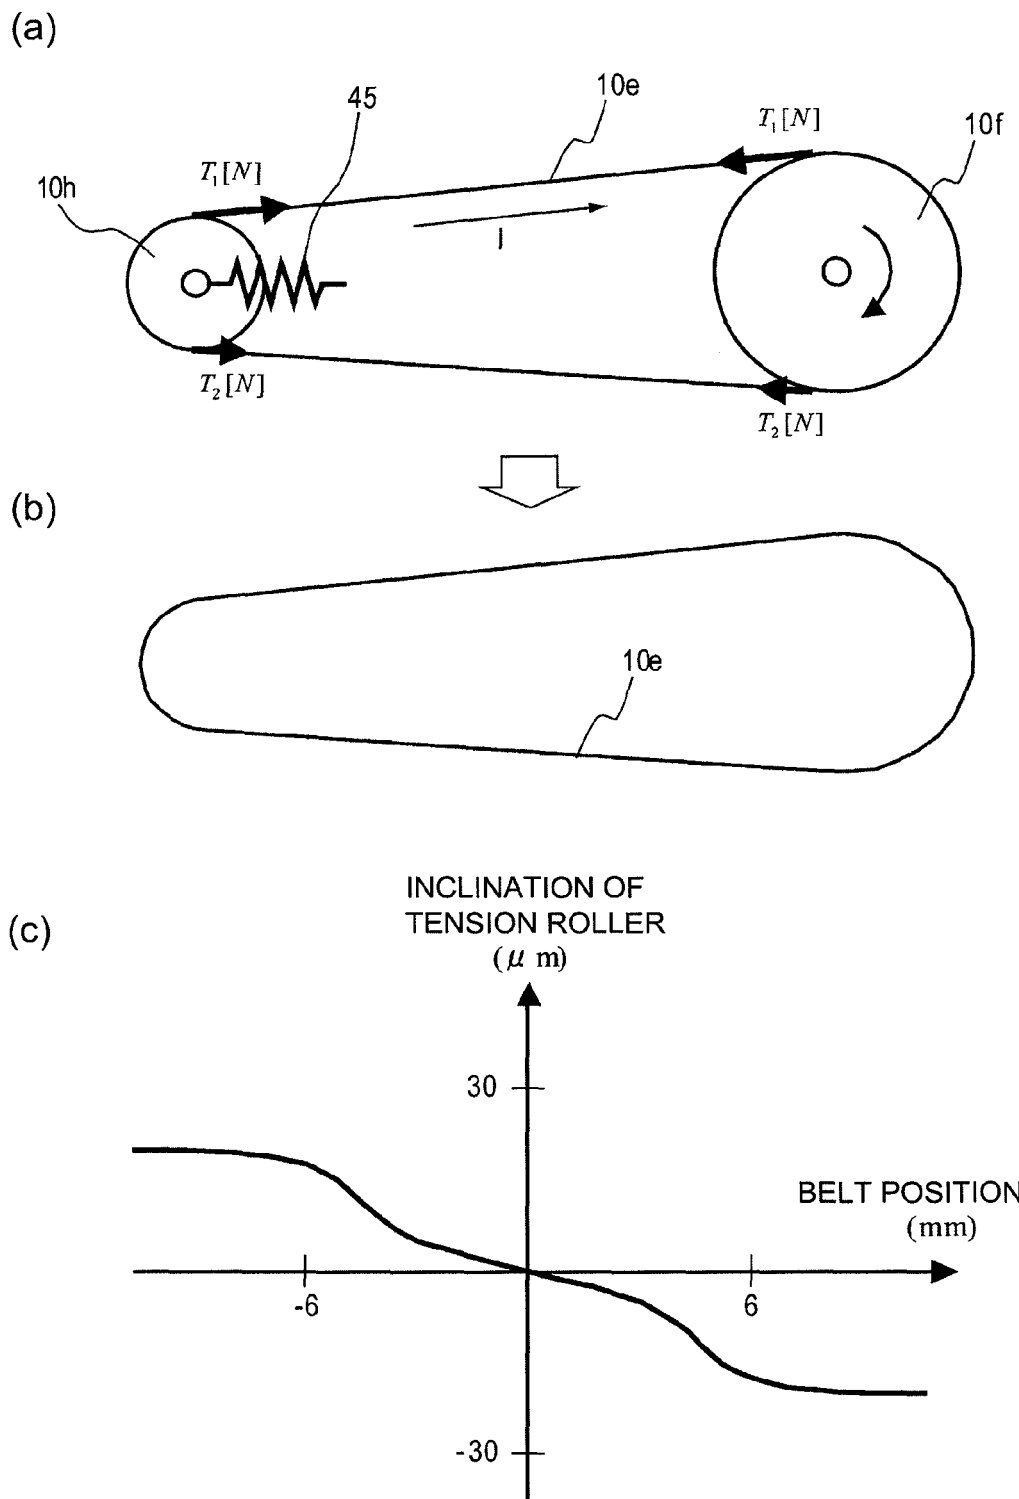 (a)
45
10e
T₁[N]
10f
T₁[N]
10h
J
T₂[N]
T₂[N]
(b)
10e
INCLINATION OF
TENSION ROLLER
(μ m)
(c)
30
BELT POSITION
(mm)
-6
6
-30